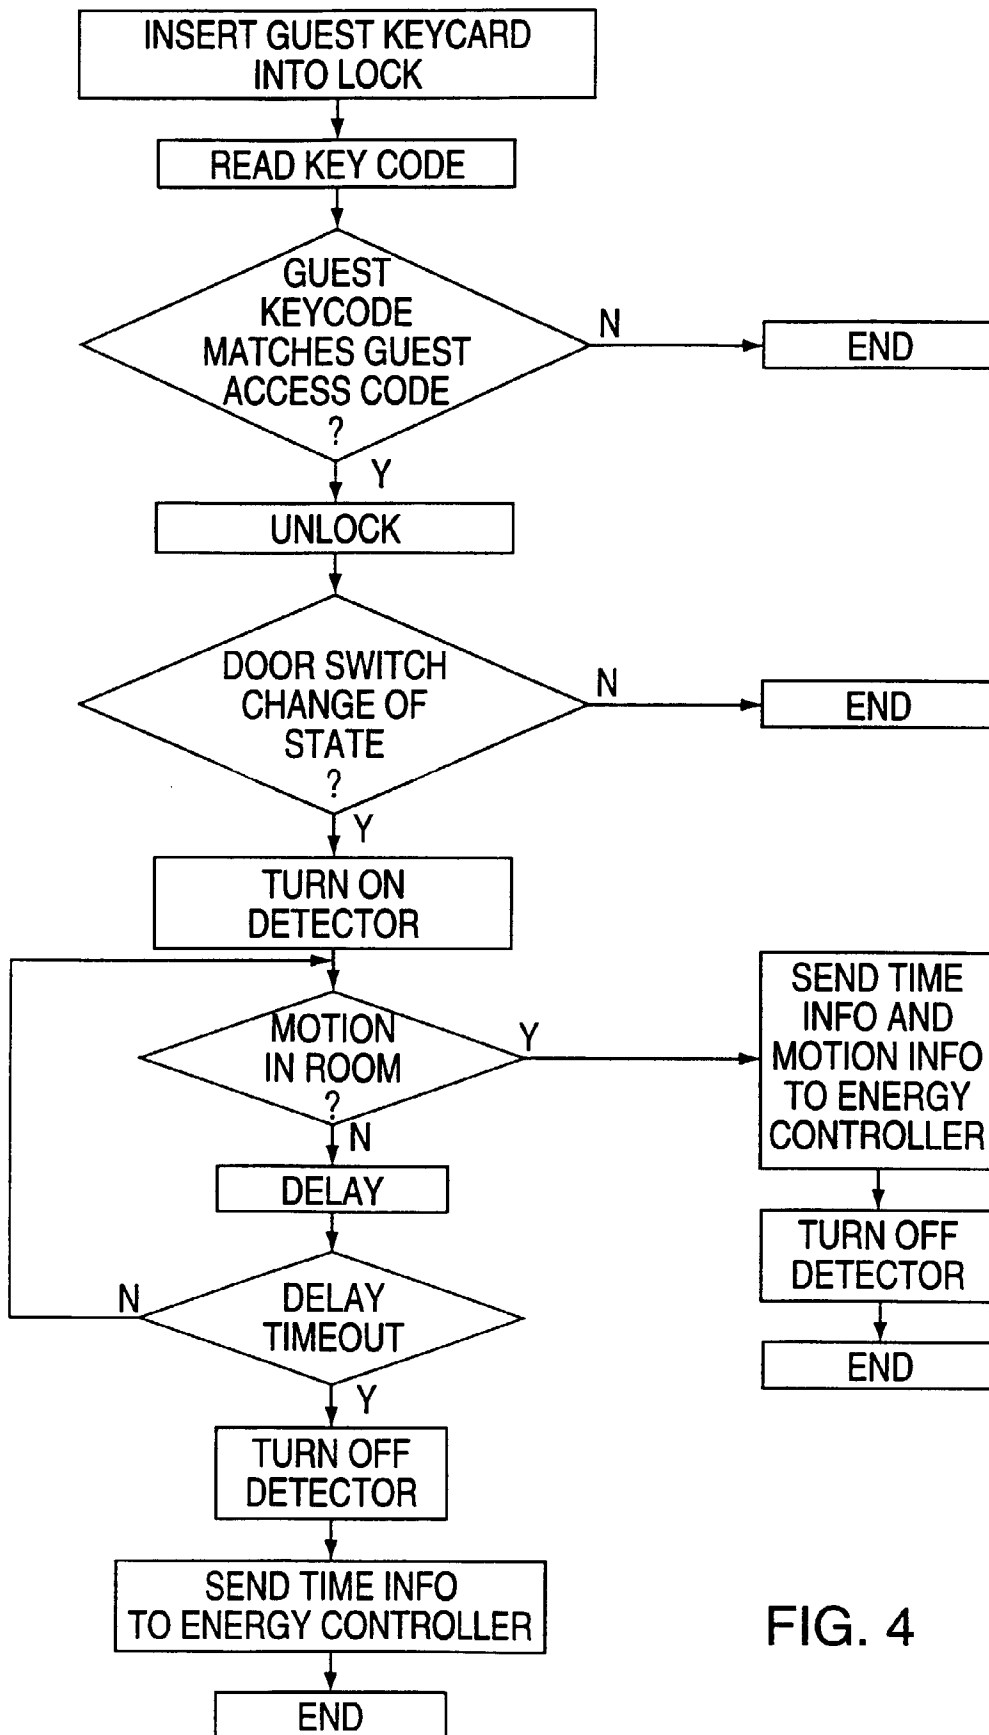 INSERT GUEST KEYCARD
INTO LOCK
READ KEY CODE
GUEST
KEYCODE
MATCHES GUEST
ACCESS CODE
?
N
END
Y
UNLOCK
DOOR SWITCH
CHANGE OF
STATE
?
N
END
Y
TURN ON
DETECTOR
MOTION
IN ROOM
?
Y
SEND TIME
INFO AND
MOTION INFO
TO ENERGY
CONTROLLER
TURN OFF
DETECTOR
END
N
DELAY
DELAY
TIMEOUT
N
Y
TURN OFF
DETECTOR
SEND TIME INFO
TO ENERGY CONTROLLER
END
FIG. 4